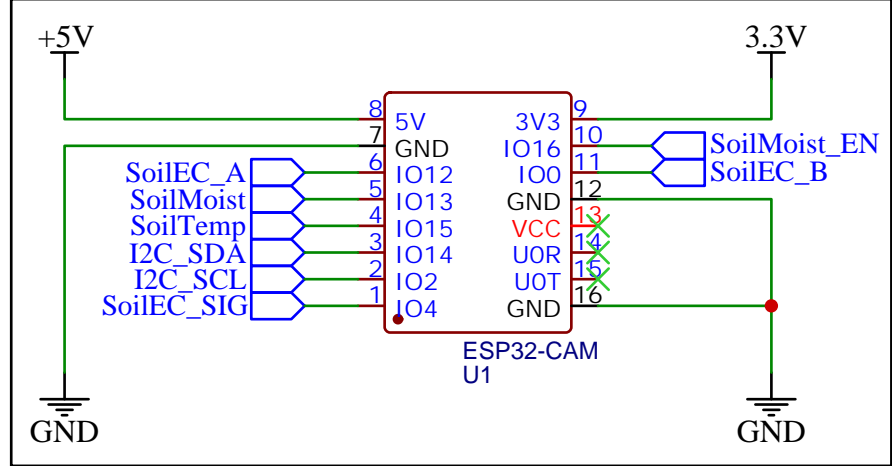 +5V 3.3V
8 5V 3V3 9
7 GND IO16 10 SoilMoist_EN
SoilEC_A 6 IO12 IO0 11 SoilEC_B
SoilMoist 5 IO13 GND 12
SoilTemp 4 IO15 VCC 13
I2C_SDA 3 IO14 U0R 14
I2C_SCL 2 IO2 U0T 15
SoilEC_SIG 1 IO4 GND 16
ESP32-CAM
U1
GND GND